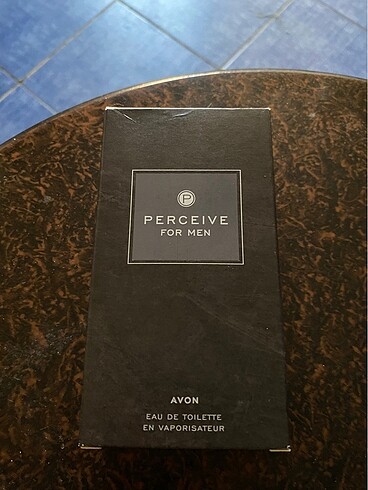 P
PERCEIVE
FOR MEN
AVON
EAU DE TOILETTE
EN VAPORISATEUR